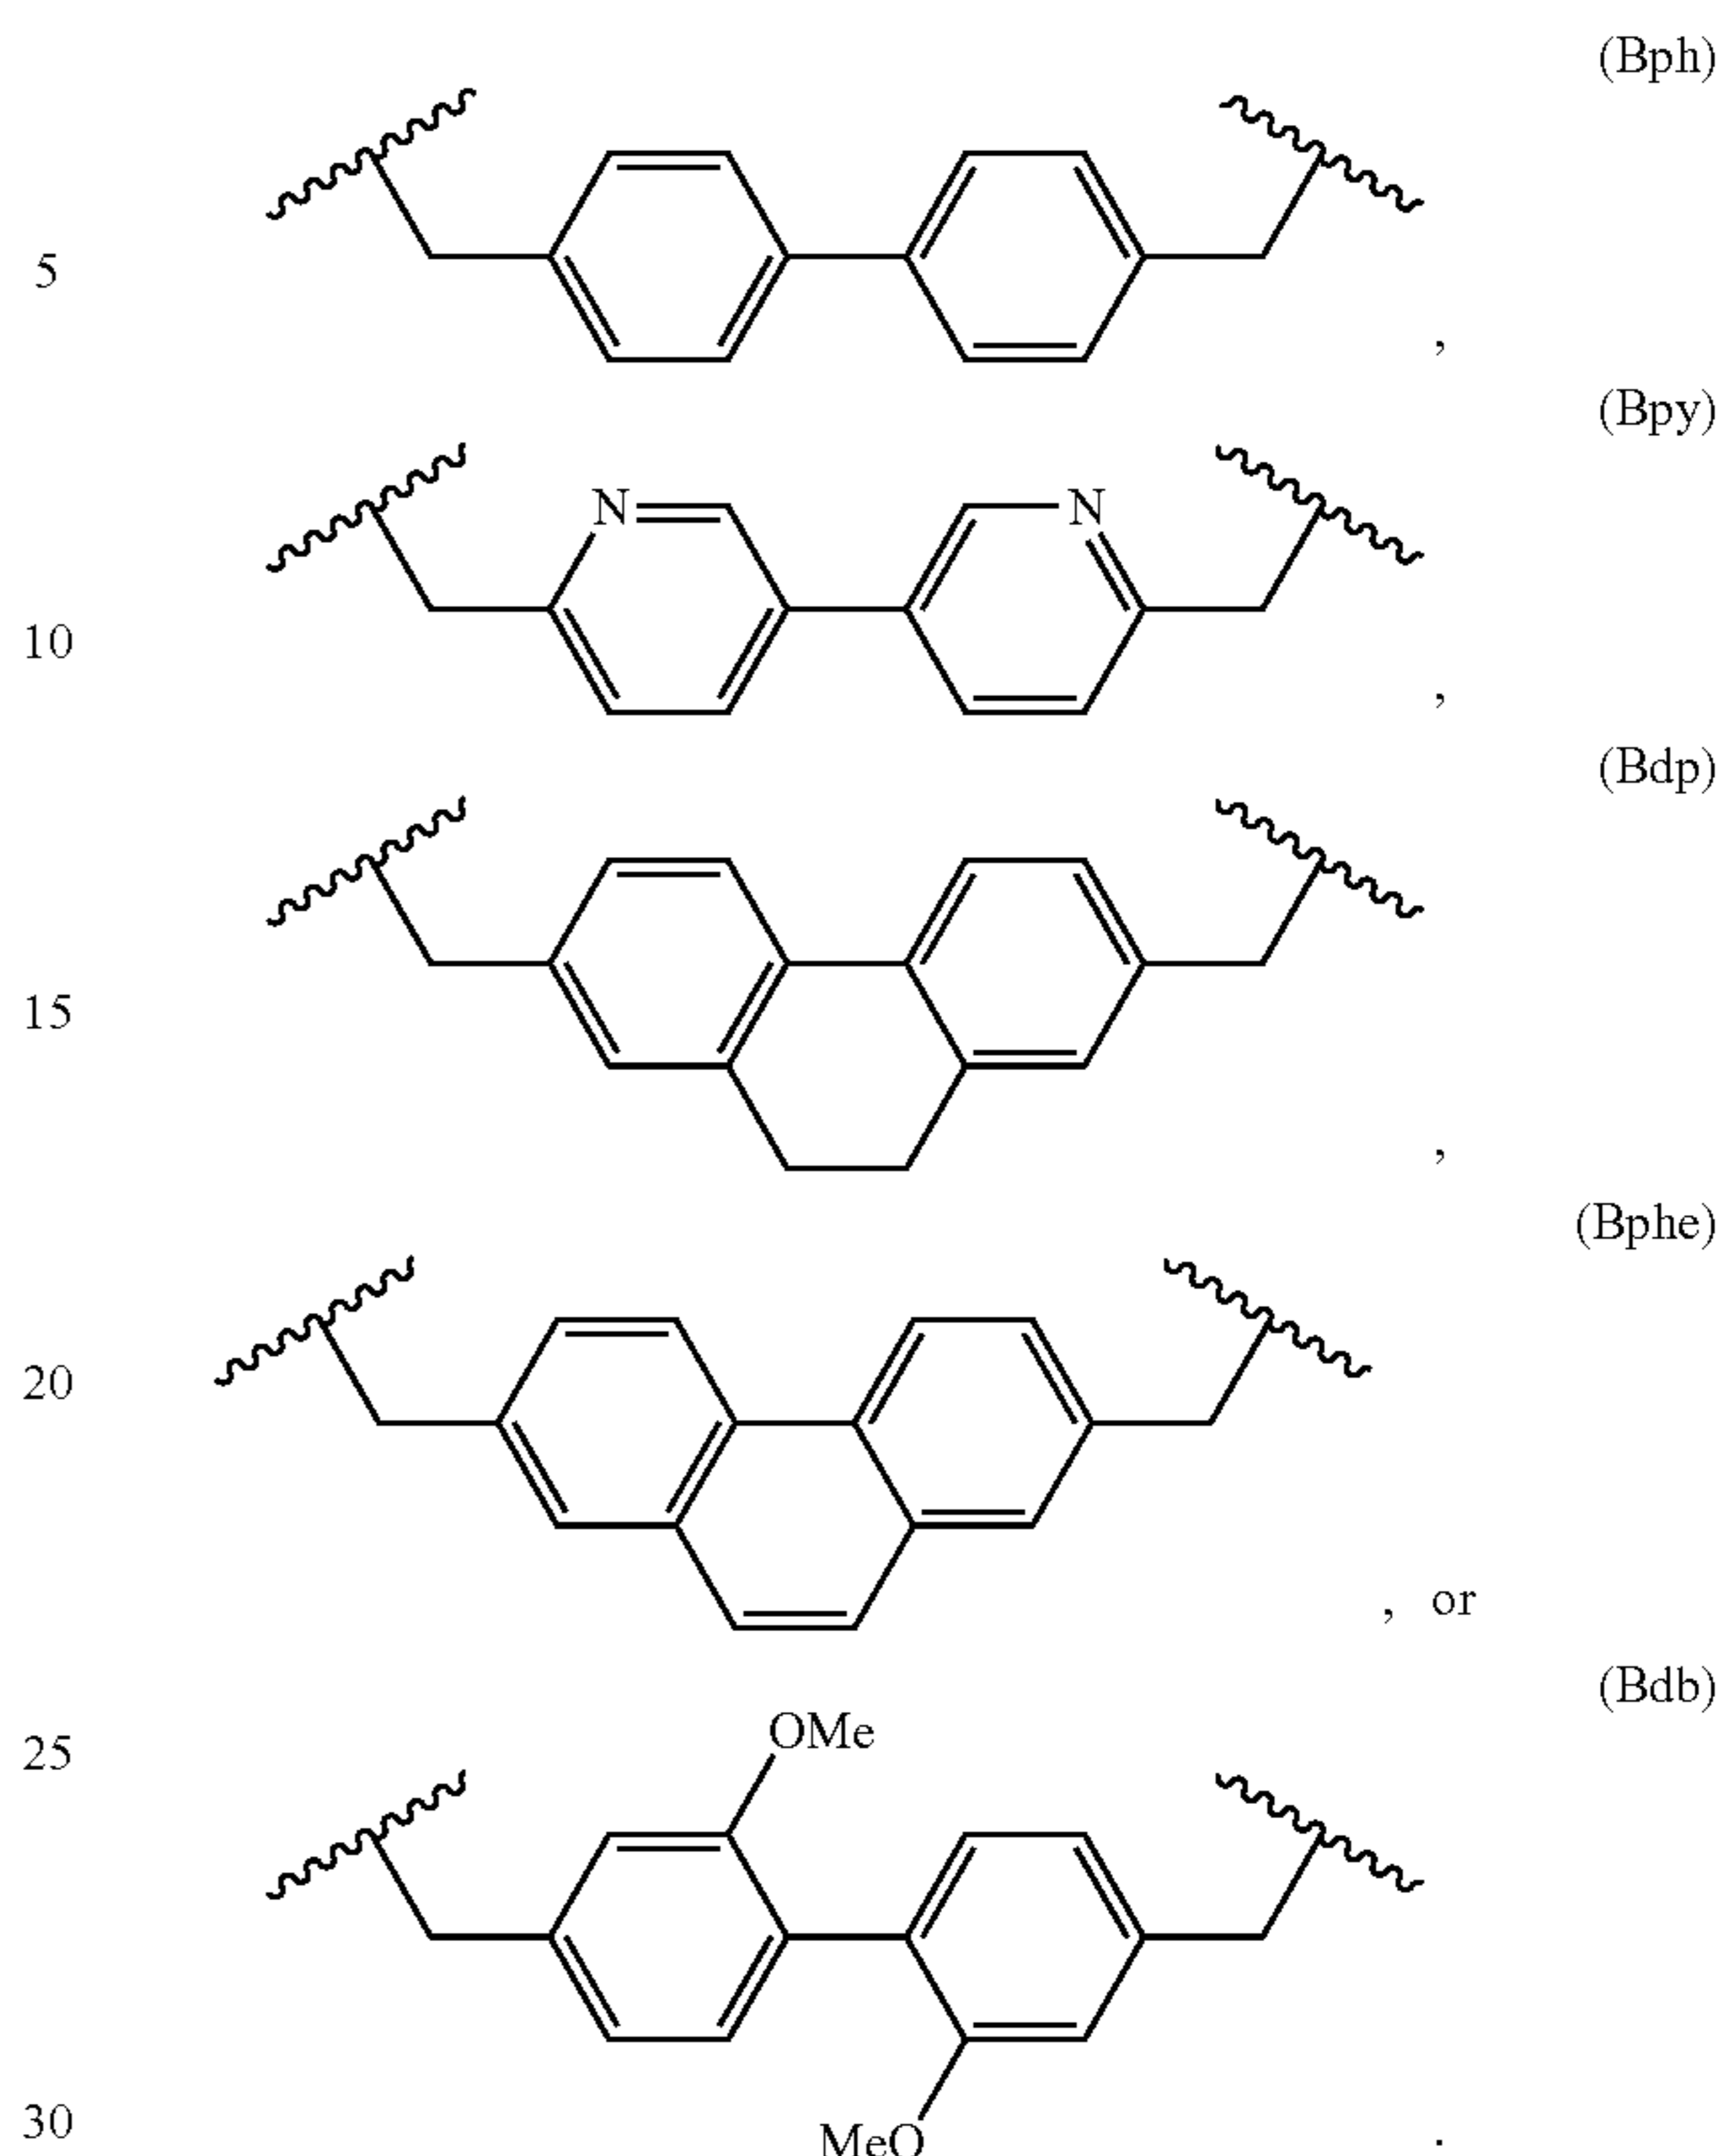 (Bph)
5
,
(Bpy)
N N
10
,
(Bdp)
15
,
(Bphe)
20
, or
(Bdb)
OMe
25
30
MeO
.